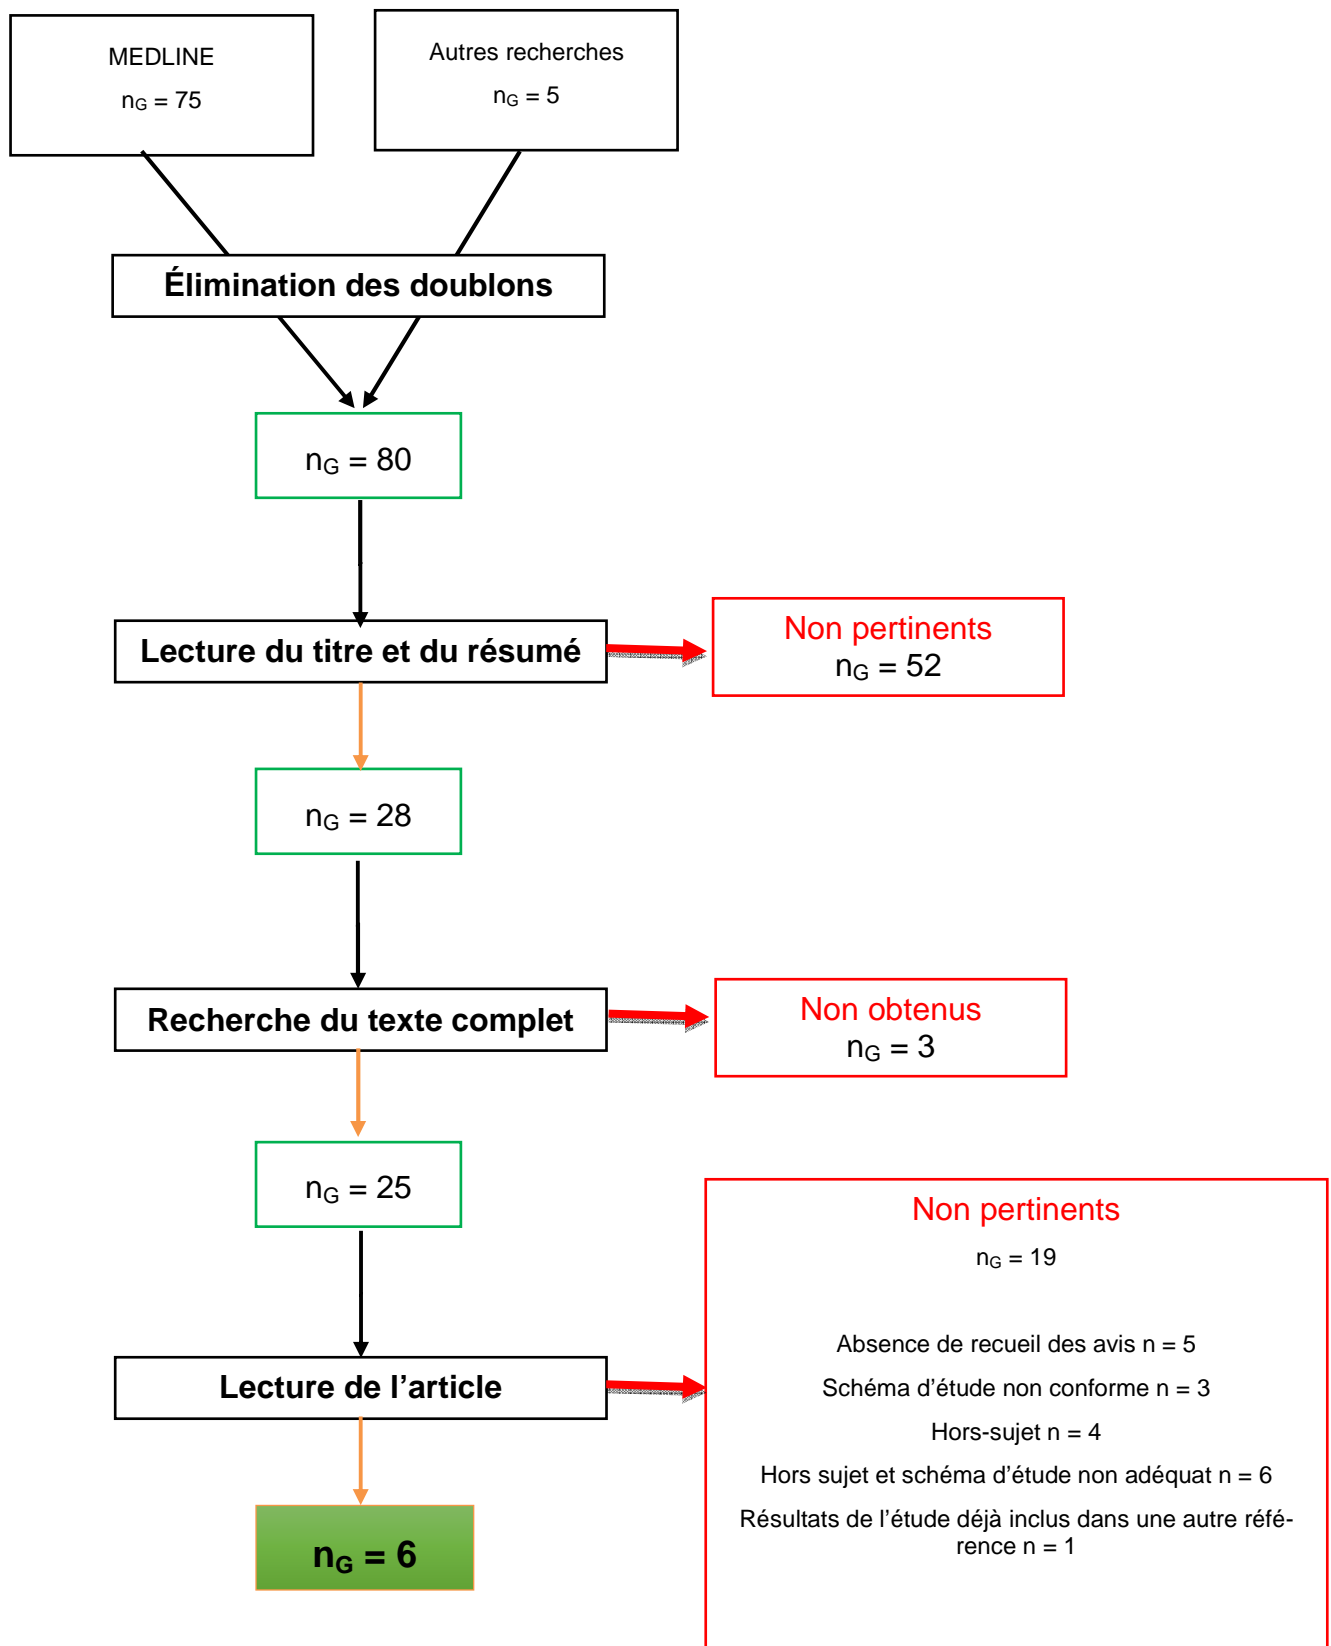 MEDLINE
nG = 75
Autres recherches
nG = 5
Élimination des doublons
nG = 80
Lecture du titre et du résumé
Non pertinents
nG = 52
nG = 28
Recherche du texte complet
Non obtenus
nG = 3
nG = 25
Lecture de l’article
Non pertinents
nG = 19
Absence de recueil des avis n = 5
Schéma d’étude non conforme n = 3
Hors-sujet n = 4
Hors sujet et schéma d’étude non adéquat n = 6
Résultats de l’étude déjà inclus dans une autre réfé-
rence n = 1
nG = 6